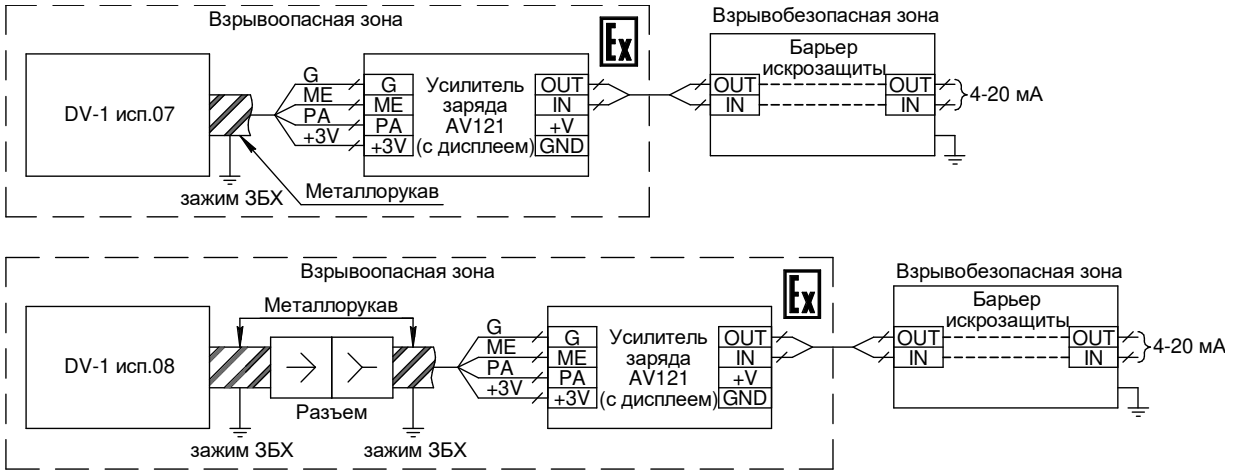 Взрывоопасная зона
Взрывобезопасная зона
Ex
DV-1 исп.07
G
ME
PA
+3V
G
ME
PA
+3V
Усилитель
заряда
AV121
(с дисплеем)
OUT
IN
+V
GND
Барьер
искрозащиты
OUT
IN
OUT
IN
4-20 мА
зажим ЗБХ
Металлорукав
Взрывоопасная зона
Взрывобезопасная зона
Ex
DV-1 исп.08
Металлорукав
Разъем
зажим ЗБХ
зажим ЗБХ
G
ME
PA
+3V
G
ME
PA
+3V
Усилитель
заряда
AV121
(с дисплеем)
OUT
IN
+V
GND
Барьер
искрозащиты
OUT
IN
OUT
IN
4-20 мА